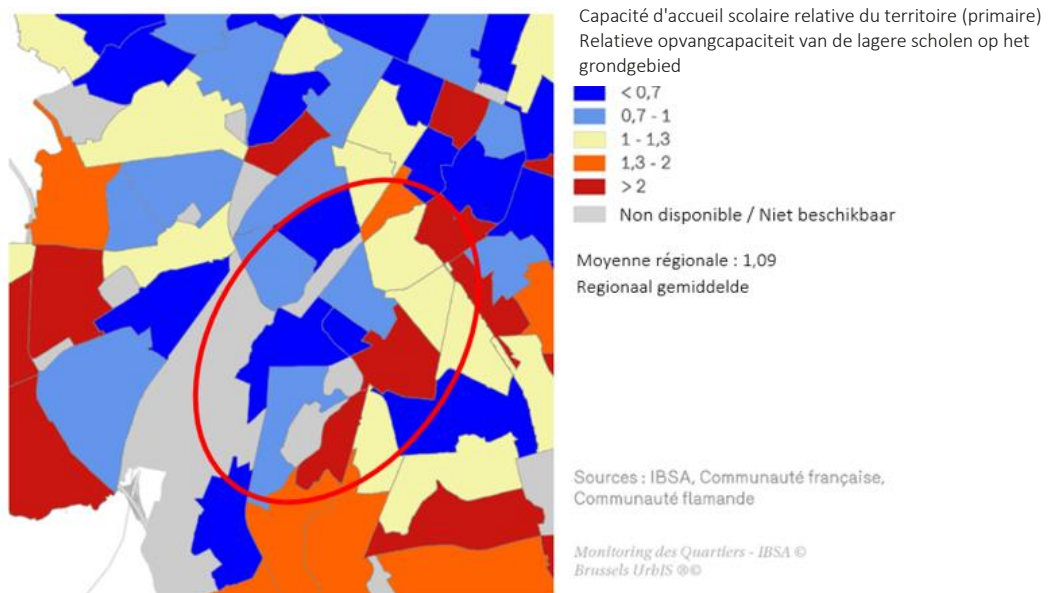 Capacité d'accueil scolaire relative du territoire (primaire)
Relatieve opvangcapaciteit van de lagere scholen op het
grondgebied
< 0,7
0,7 - 1
1 - 1,3
1,3 - 2
> 2
Non disponible / Niet beschikbaar
Moyenne régionale : 1,09
Regionaal gemiddelde
Sources : IBSA, Communauté française,
Communauté flamande
Monitoring des Quartiers - IBSA ©
Brussels UrbIS ®©